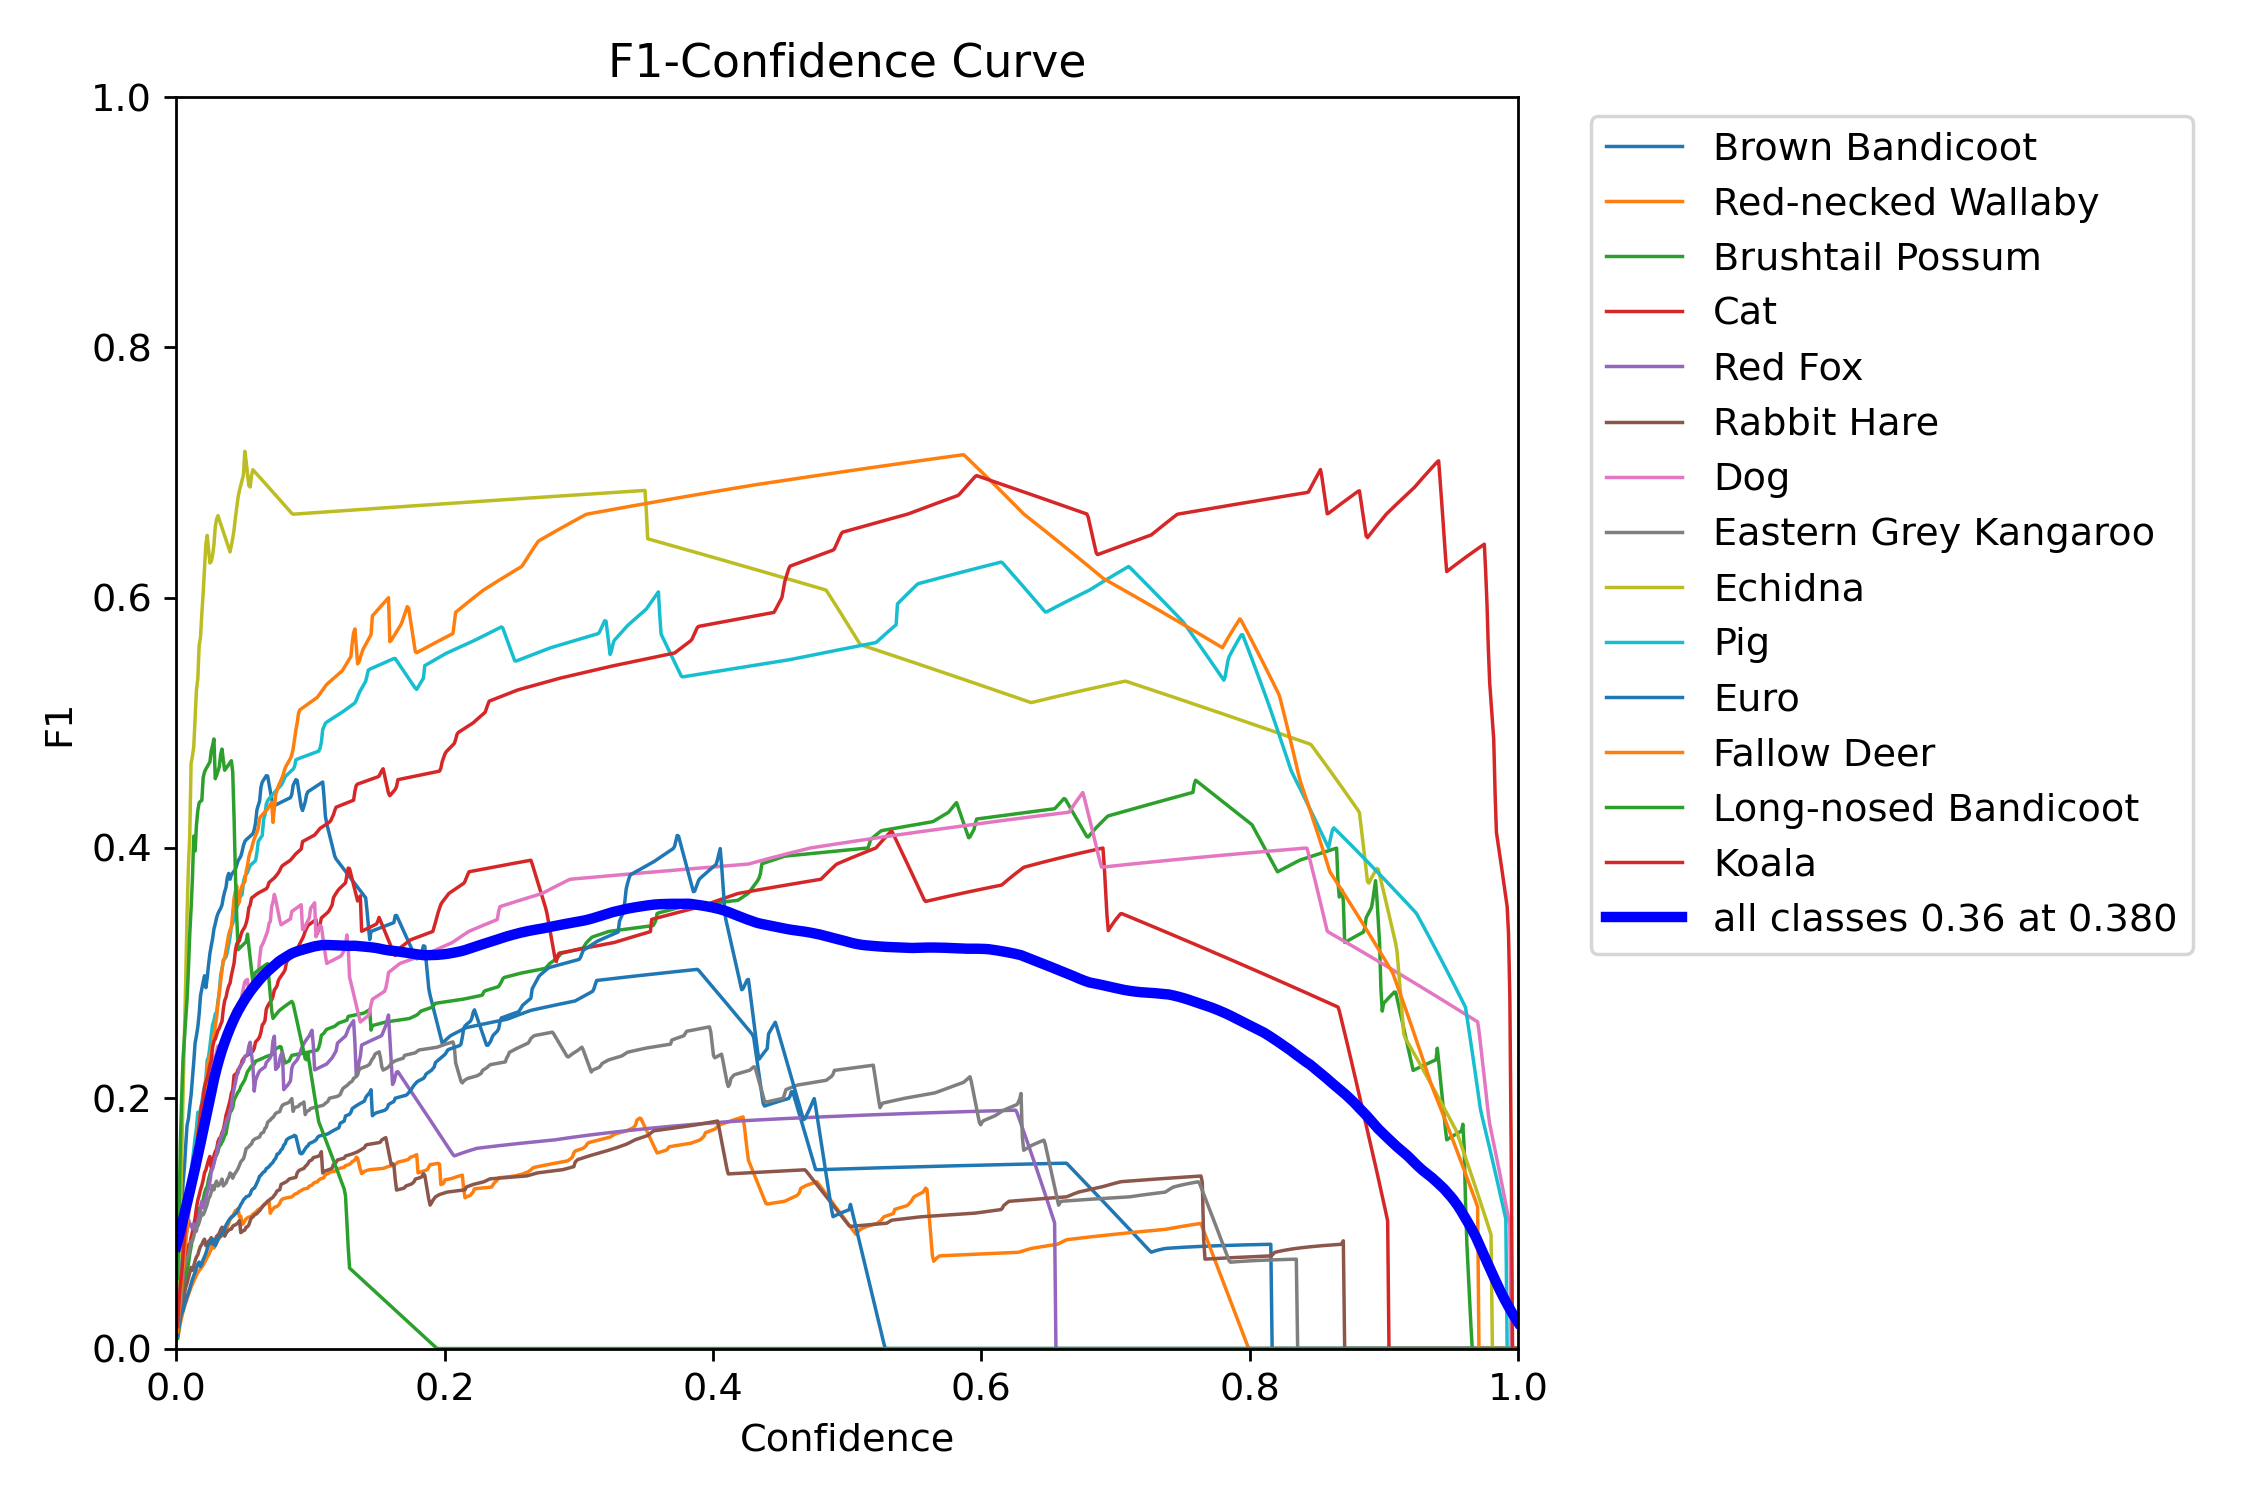 F1-Confidence Curve
1.0
0.8
0.6
0.4
0.2
0.0
F1
0.0 0.2 0.4 0.6 0.8 1.0
Confidence
Brown Bandicoot
Red-necked Wallaby
Brushtail Possum
Cat
Red Fox
Rabbit Hare
Dog
Eastern Grey Kangaroo
Echidna
Pig
Euro
Fallow Deer
Long-nosed Bandicoot
Koala
all classes 0.36 at 0.380